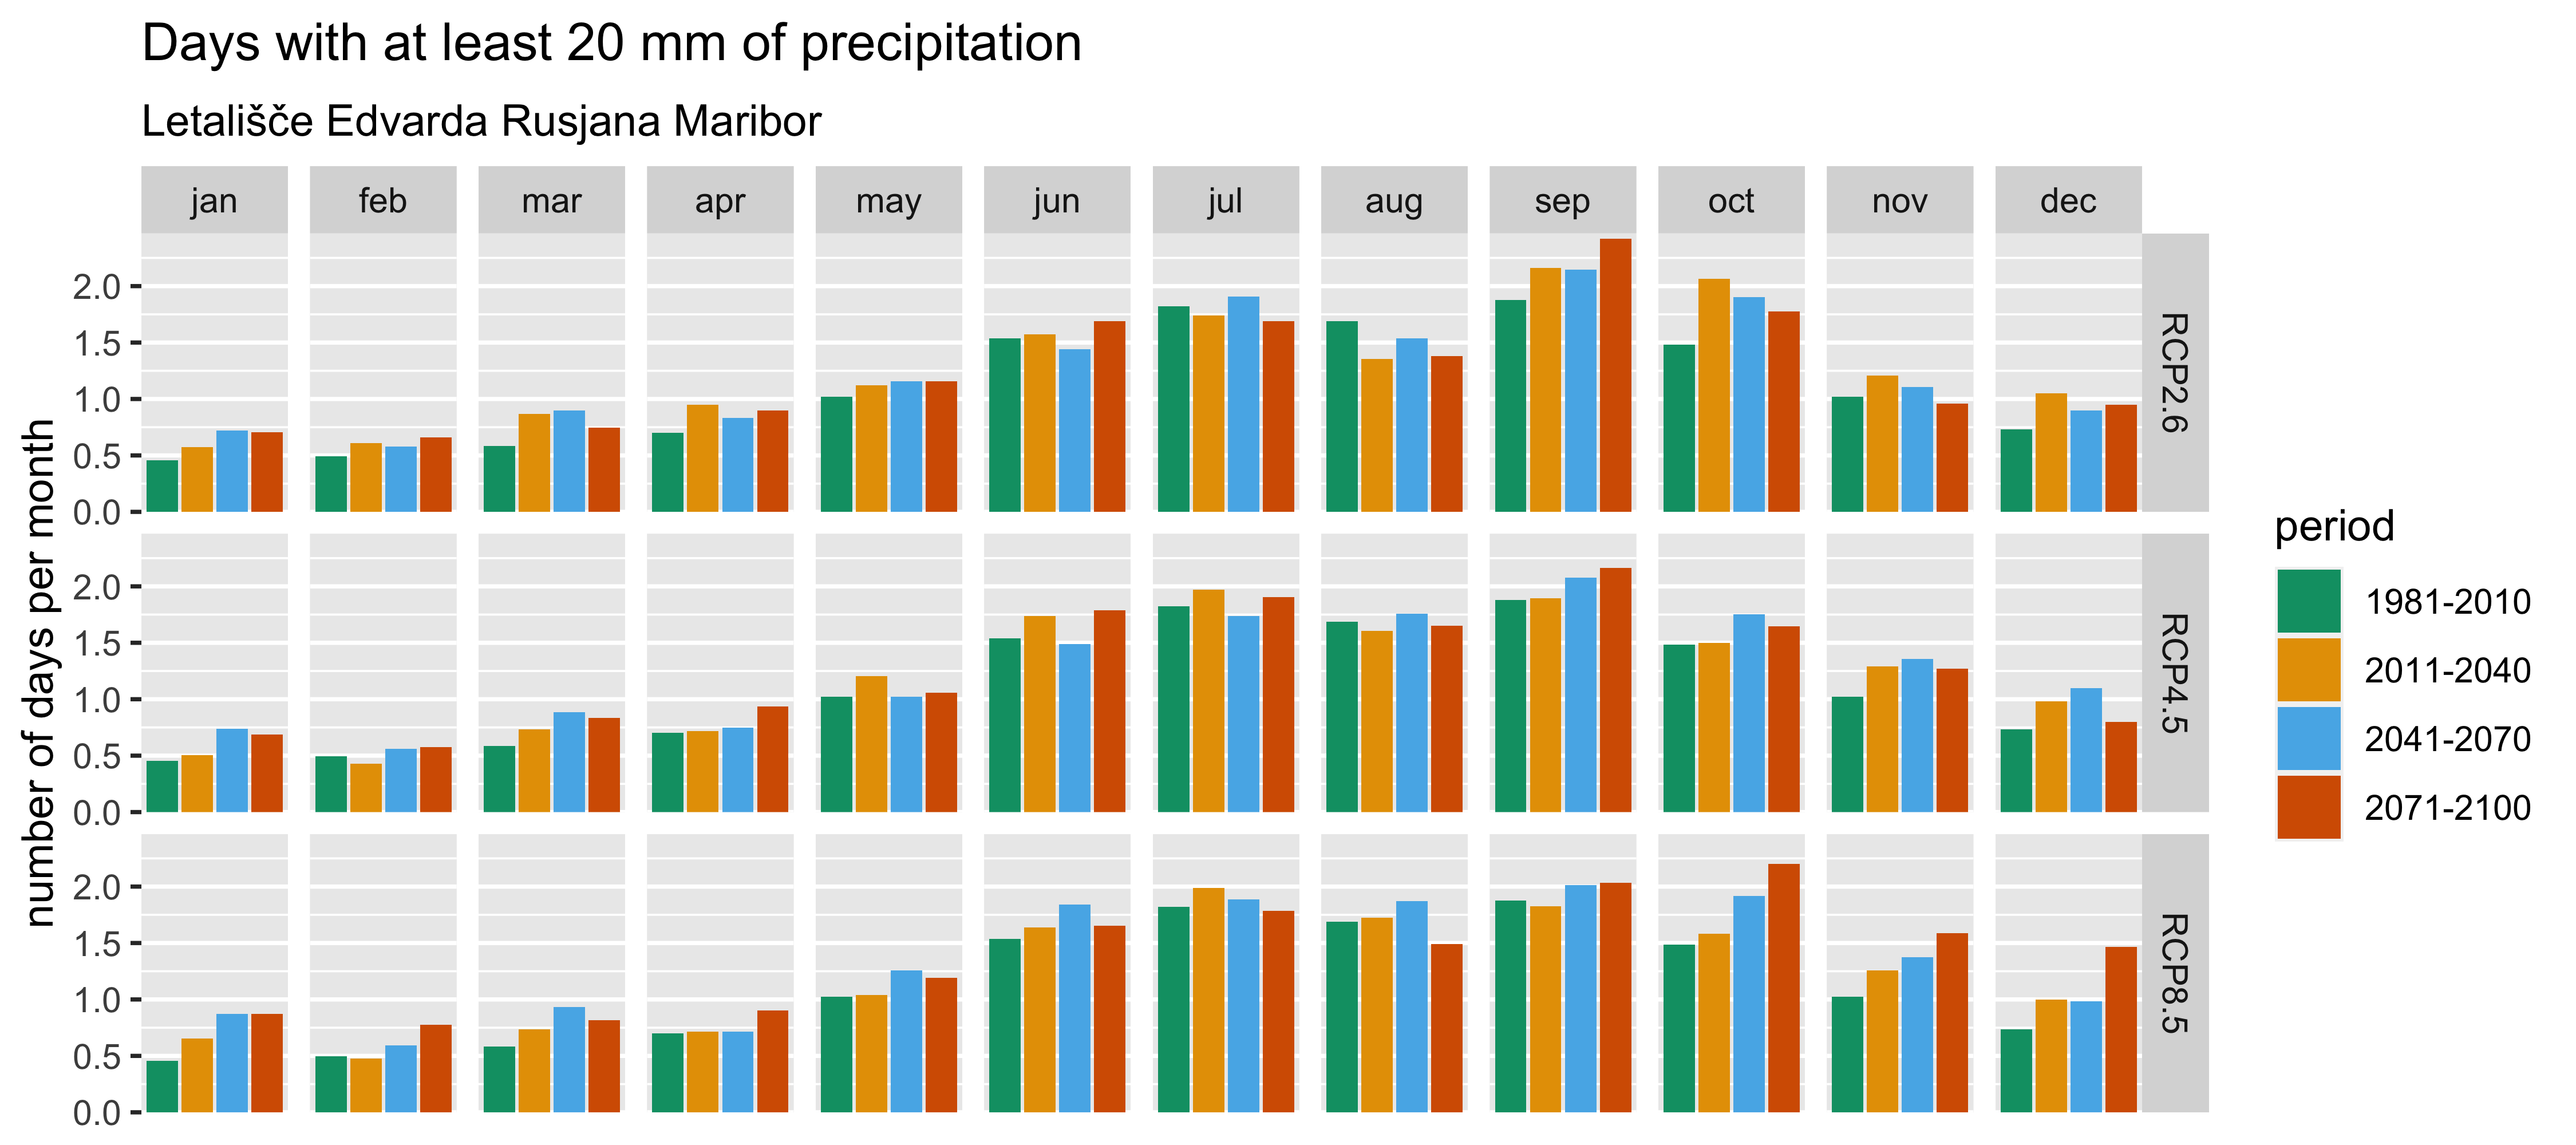 Days with at least 20 mm of precipitation
Letališče Edvarda Rusjana Maribor
jan feb mar apr may jun jul aug sep oct nov dec
number of days per month
2.0
1.5
1.0
0.5
0.0
RCP2.6
2.0
1.5
1.0
0.5
0.0
RCP4.5
2.0
1.5
1.0
0.5
0.0
RCP8.5
period
1981-2010
2011-2040
2041-2070
2071-2100